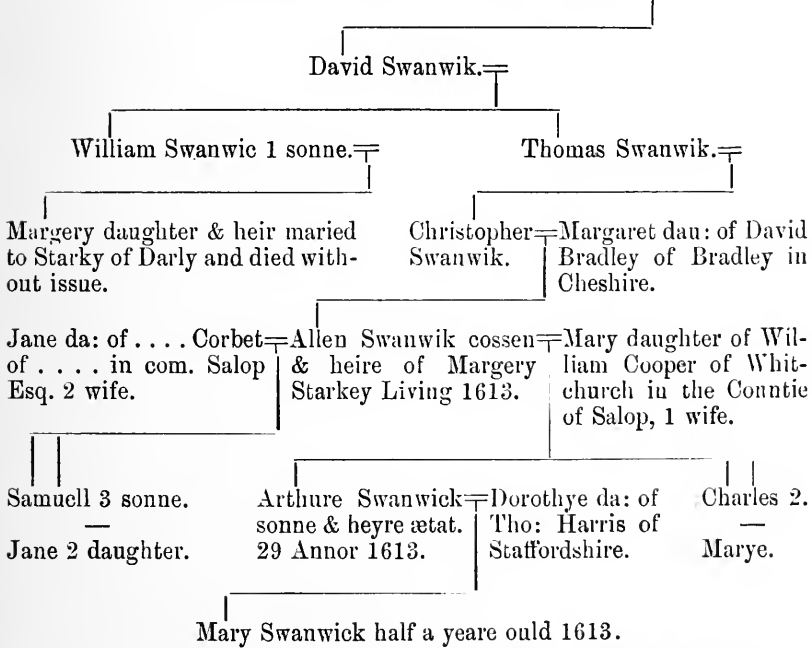 David Swanwik.
William Swanwic 1 sonne.
Thomas Swanwik.
Margery daughter & heir maried
to Starky of Darly and died with-
out issue.
Christopher
Swanwik.
Margaret dau: of David
Bradley of Bradley in
Cheshire.
Jane da: of . . . . Corbet
of . . . . in com. Salop
Esq. 2 wife.
Allen Swanwik cossen
& heire of Margery
Starkey Living 1613.
Mary daughter of Wil-
liam Cooper of Whit-
church in the Countie
of Salop, 1 wife.
Samuell 3 sonne.
—
Jane 2 daughter.
Arthure Swanwick
sonne & heyre ætat.
29 Annor 1613.
Dorothye da: of
Tho: Harris of
Staffordshire.
Charles 2.
—
Marye.
Mary Swanwick half a yeare ould 1613.